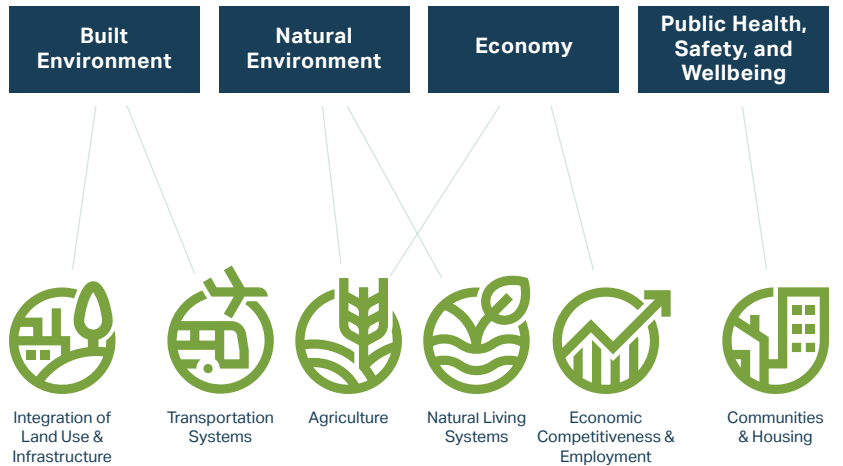 Built
Environment
Natural
Environment
Economy
Public Health,
Safety, and
Wellbeing
Integration of
Land Use &
Infrastructure
Transportation
Systems
Agriculture
Natural Living
Systems
Economic
Competitiveness &
Employment
Communities
& Housing